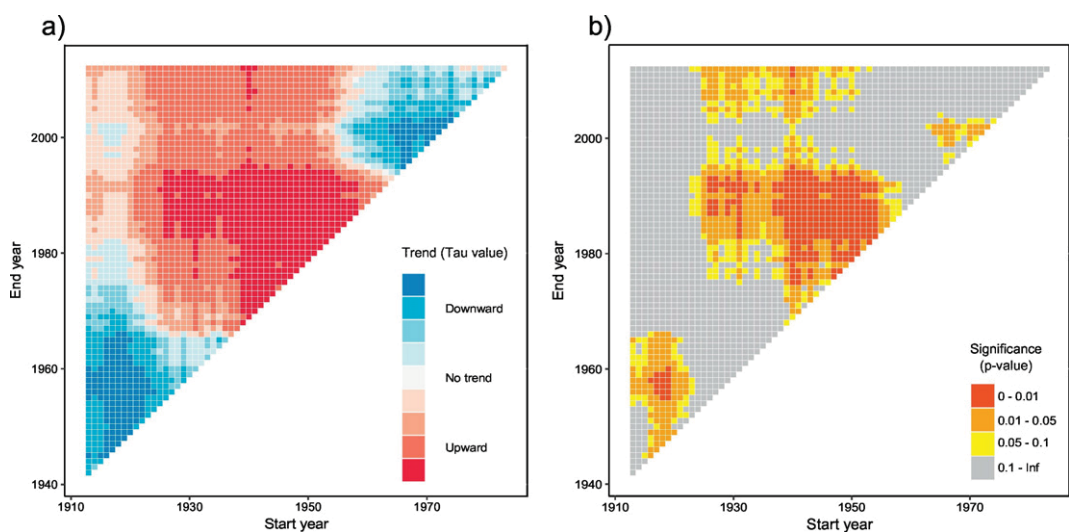 a)
End year
2000
1980
1960
1940
1910
1930
1950
1970
Start year
Trend (Tau value)
Downward
No trend
Upward
b)
End year
2000
1980
1960
1940
1910
1930
1950
1970
Start year
Significance
(p-value)
0 - 0.01
0.01 - 0.05
0.05 - 0.1
0.1 - Inf